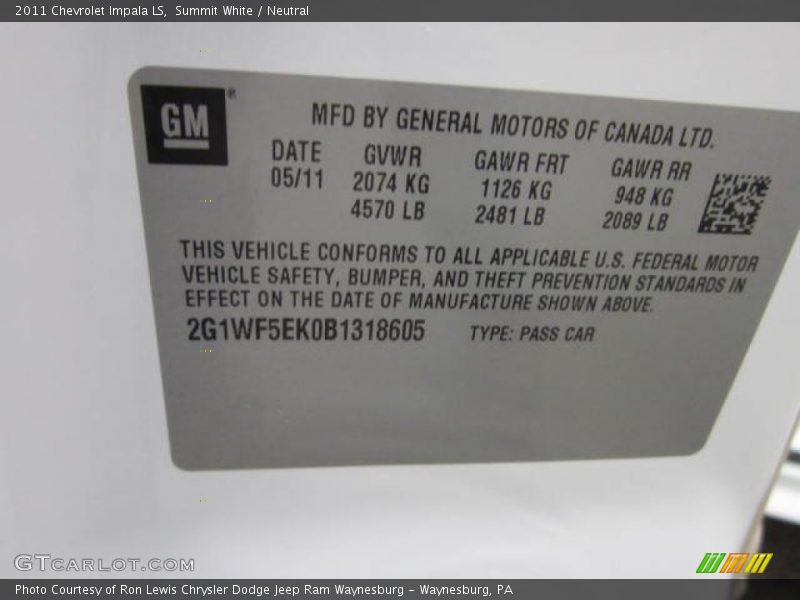 2011 Chevrolet Impala LS,  Summit White / Neutral
GM ®
MFD BY GENERAL MOTORS OF CANADA LTD.
DATE GVWR GAWR FRT GAWR RR
05/11 2074 KG 1126 KG 948 KG
4570 LB 2481 LB 2089 LB
THIS VEHICLE CONFORMS TO ALL APPLICABLE U.S. FEDERAL MOTOR
VEHICLE SAFETY, BUMPER, AND THEFT PREVENTION STANDARDS IN
EFFECT ON THE DATE OF MANUFACTURE SHOWN ABOVE.
2G1WF5EK0B1318605 TYPE: PASS CAR
GTCARLOT.COM
Photo Courtesy of Ron Lewis Chrysler Dodge Jeep Ram Waynesburg - Waynesburg, PA